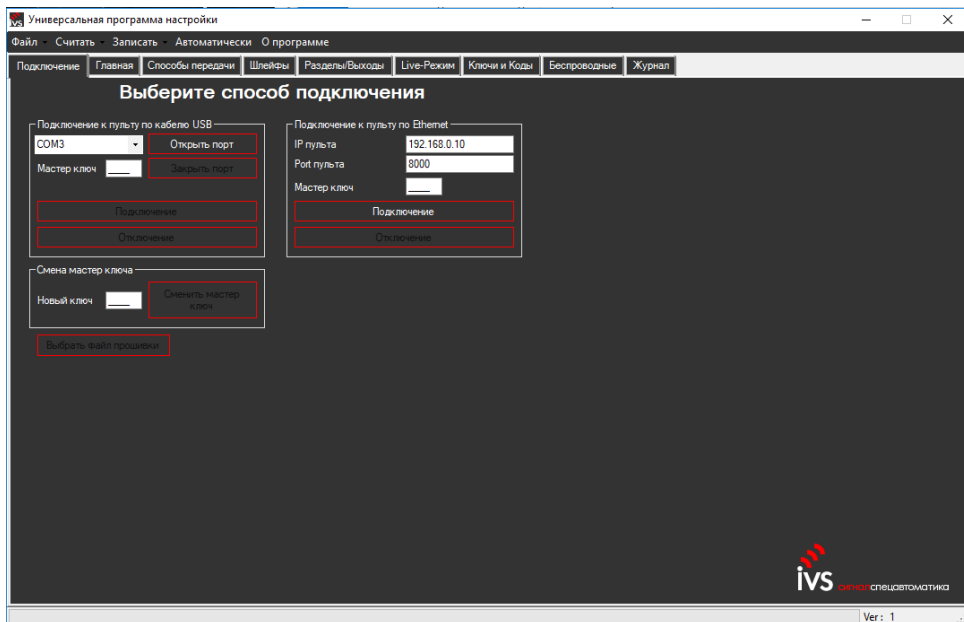 Универсальная программа настройки
Файл Считать Записать Автоматически О программе
Подключение Главная Способы передачи Шлейфы Разделы/Выходы Live-Режим Ключи и Коды Беспроводные Журнал
Выберите способ подключения
Подключение к пульту по кабелю USB
COM3 Открыть порт
Мастер ключ Закрыть порт
Подключение
Отключение
Подключение к пульту по Ethernet
IP пульта 192.168.0.10
Port пульта 8000
Мастер ключ
Подключение
Отключение
Смена мастер ключа
Новый ключ Сменить мастер
ключ
Выбрать файл прошивки
ivs сигналспецавтоматика
Ver: 1